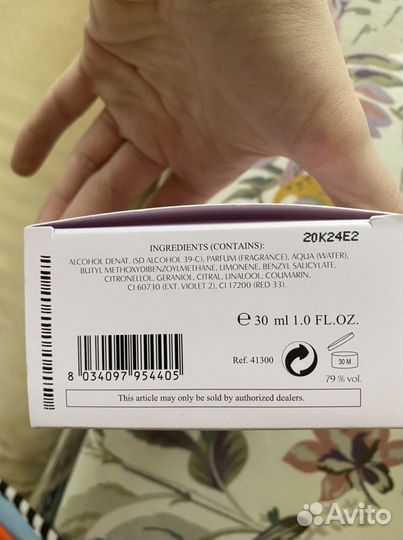 20K24E2
INGREDIENTS (CONTAINS):
ALCOHOL DENAT. (SD ALCOHOL 39-C), PARFUM (FRAGRANCE), AQUA (WATER),
BUTYL METHOXYDIBENZOYLMETHANE, LIMONENE, BENZYL SALICYLATE,
CITRONELLOL, GERANIOL, CITRAL, LINALOOL, COUMARIN,
CI 60730 (EXT. VIOLET 2), CI 17200 (RED 33).
℮ 30 ml 1.0 FL.OZ.
Ref. 41300
30 M
8 034097 954405
79 % vol.
This article may only be sold by authorized dealers.
Avito